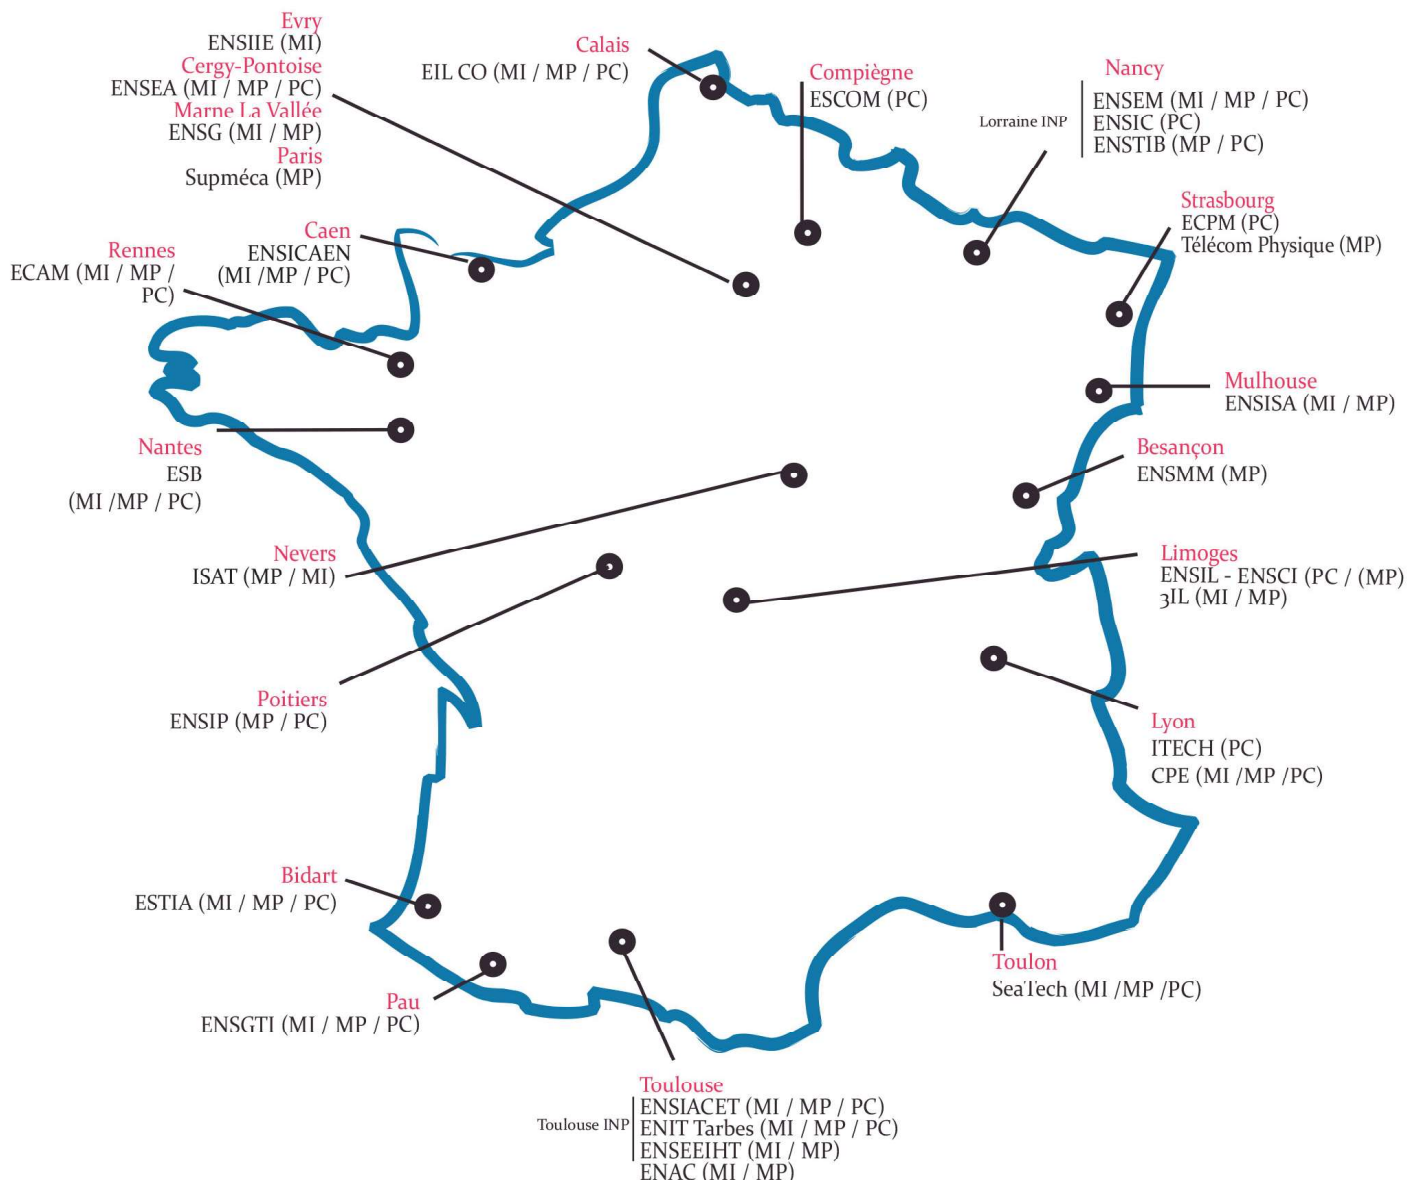 Evry
ENSIIE (MI)
Cergy-Pontoise
ENSEA (MI / MP / PC)
Marne La Vallée
ENSG (MI / MP)
Paris
Supméca (MP)
Calais
EIL CO (MI / MP / PC)
Compiègne
ESCOM (PC)
Nancy
Lorraine INP
ENSEM (MI / MP / PC)
ENSIC (PC)
ENSTIB (MP / PC)
Strasbourg
ECPM (PC)
Télécom Physique (MP)
Caen
ENSICAEN
(MI /MP / PC)
Rennes
ECAM (MI / MP /
PC)
Mulhouse
ENSISA (MI / MP)
Nantes
ESB
(MI /MP / PC)
Besançon
ENSMM (MP)
Nevers
ISAT (MP / MI)
Limoges
ENSIL - ENSCI (PC / (MP)
3IL (MI / MP)
Poitiers
ENSIP (MP / PC)
Lyon
ITECH (PC)
CPE (MI /MP /PC)
Bidart
ESTIA (MI / MP / PC)
Toulon
SeaTech (MI /MP /PC)
Pau
ENSGTI (MI / MP / PC)
Toulouse
Toulouse INP
ENSIACET (MI / MP / PC)
ENIT Tarbes (MI / MP / PC)
ENSEEIHT (MI / MP)
ENAC (MI / MP)